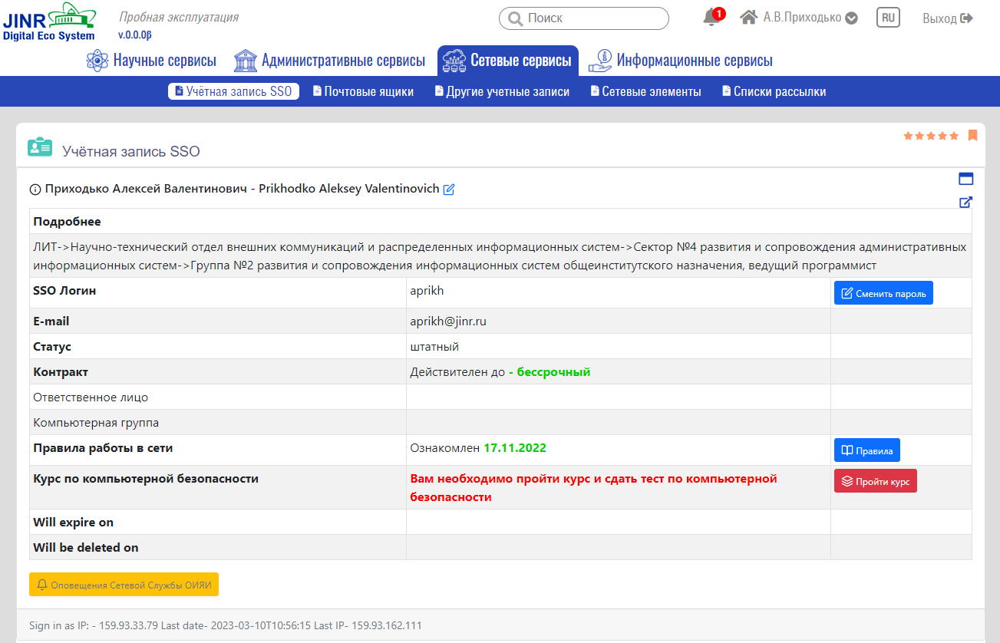 JINR
Digital Eco System
Пробная эксплуатация
v.0.0.0β
Поиск
1
А.В.Приходько
RU
Выход
Научные сервисы
Административные сервисы
Сетевые сервисы
Информационные сервисы
Учётная запись SSO
Почтовые ящики
Другие учетные записи
Сетевые элементы
Списки рассылки
Учётная запись SSO
Приходько Алексей Валентинович - Prikhodko Aleksey Valentinovich
Подробнее
ЛИТ->Научно-технический отдел внешних коммуникаций и распределенных информационных систем->Сектор №4 развития и сопровождения административных
информационных систем->Группа №2 развития и сопровождения информационных систем общеинститутского назначения, ведущий программист
SSO Логин
aprikh
Сменить пароль
E-mail
aprikh@jinr.ru
Статус
штатный
Контракт
Действителен до - бессрочный
Ответственное лицо
Компьютерная группа
Правила работы в сети
Ознакомлен 17.11.2022
Правила
Курс по компьютерной безопасности
Вам необходимо пройти курс и сдать тест по компьютерной
безопасности
Пройти курс
Will expire on
Will be deleted on
Оповещения Сетевой Службы ОИЯИ
Sign in as IP: - 159.93.33.79 Last date- 2023-03-10T10:56:15 Last IP- 159.93.162.111